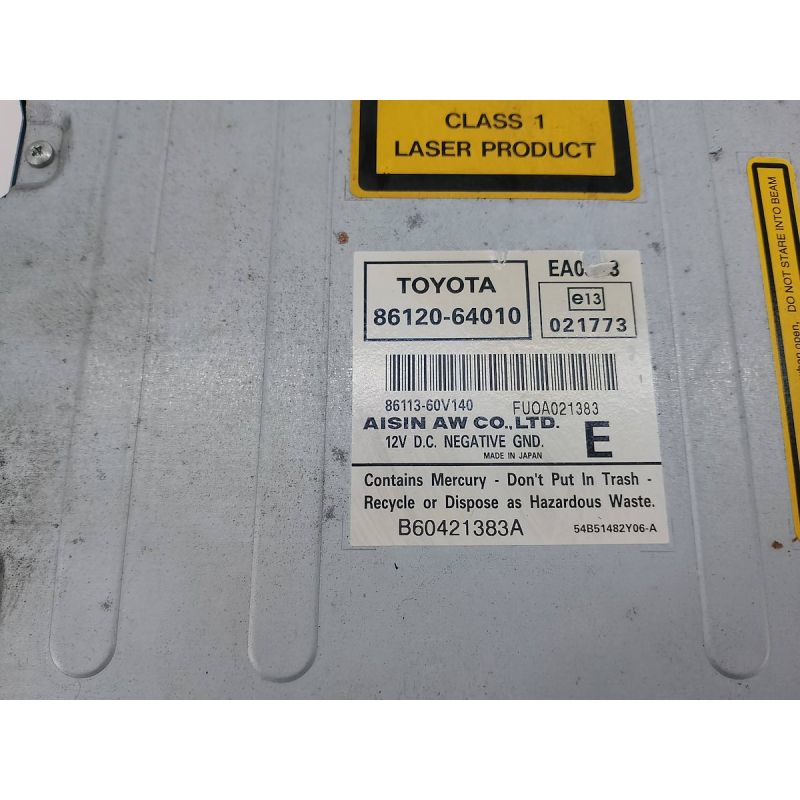 CLASS 1
LASER PRODUCT
DO NOT STARE INTO BEAM
open,
TOYOTA
86120-64010
e13
021773
86113-60V140
FUOA021383
AISIN AW CO.,LTD.
12V D.C. NEGATIVE GND.
MADE IN JAPAN
E
Contains Mercury - Don't Put In Trash -
Recycle or Dispose as Hazardous Waste.
B60421383A
54B51482Y06-A